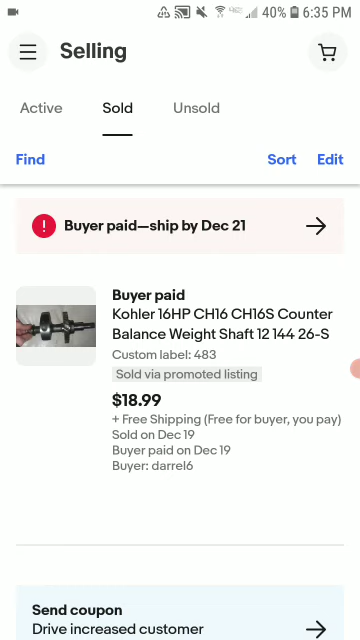 40% 6:35 PM
Selling
Active Sold Unsold
Find Sort Edit
Buyer paid—ship by Dec 21
Buyer paid
Kohler 16HP CH16 CH16S Counter
Balance Weight Shaft 12 144 26-S
Custom label: 483
Sold via promoted listing
$18.99
+ Free Shipping (Free for buyer, you pay)
Sold on Dec 19
Buyer paid on Dec 19
Buyer: darrel6
Send coupon
Drive increased customer